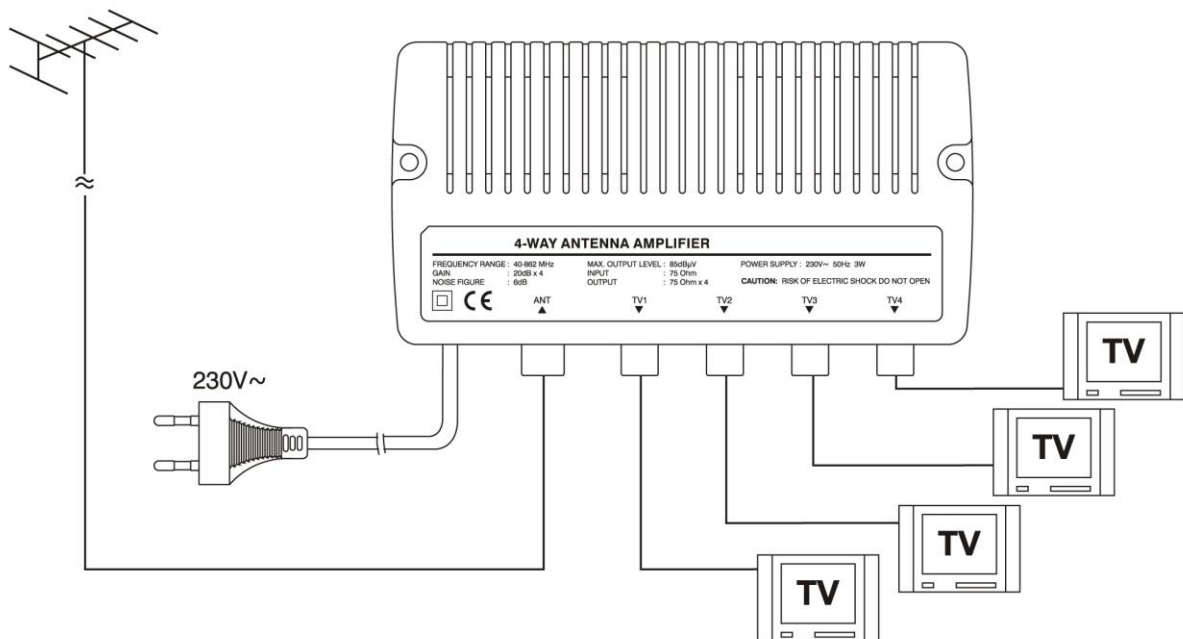 4-WAY ANTENNA AMPLIFIER
FREQUENCY RANGE : 40-862 MHz
GAIN : 20dB x 4
NOISE FIGURE : 6dB
MAX. OUTPUT LEVEL : 85dBµV
INPUT : 75 Ohm
OUTPUT : 75 Ohm x 4
POWER SUPPLY : 230V~ 50Hz 3W
CAUTION: RISK OF ELECTRIC SHOCK DO NOT OPEN
CE
ANT
TV1
TV2
TV3
TV4
230V~
TV
TV
TV
TV